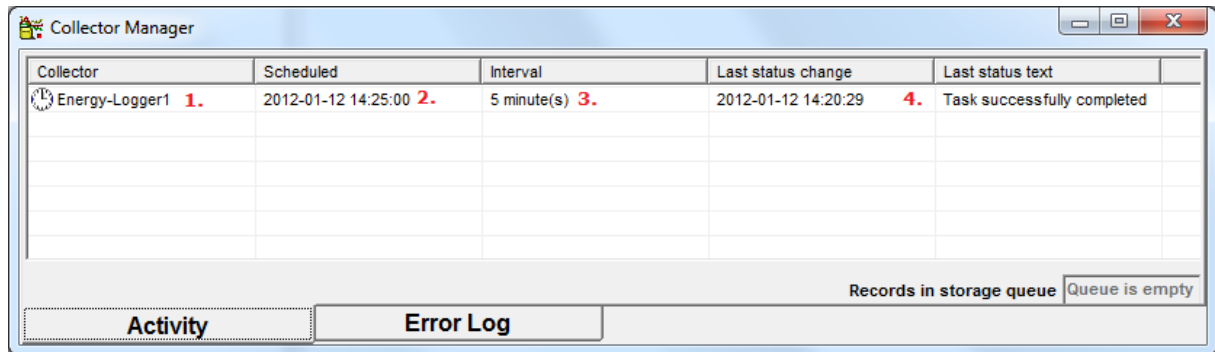 Collector Manager
Collector Scheduled Interval Last status change Last status text
Energy-Logger1 1. 2012-01-12 14:25:00 2. 5 minute(s) 3. 2012-01-12 14:20:29 4. Task successfully completed
Records in storage queue Queue is empty
Activity Error Log